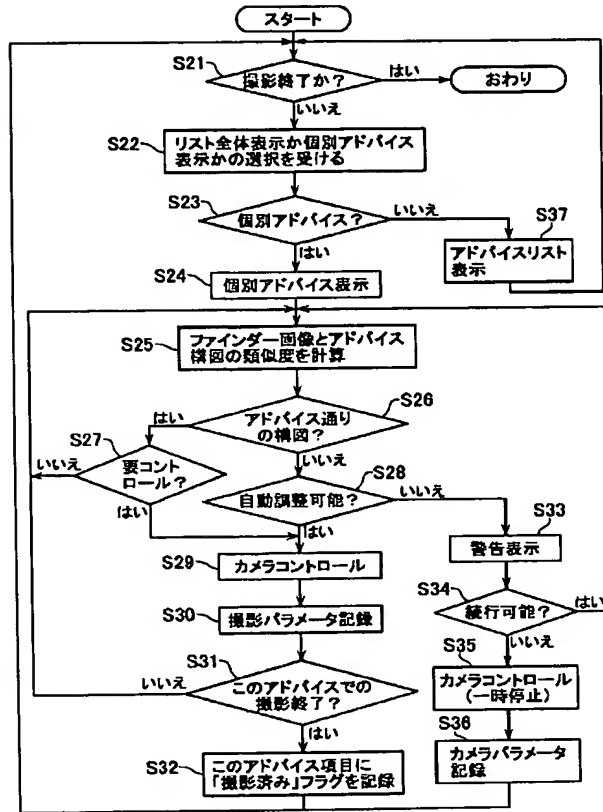 スタート
S21
撮影終了か?
はい
おわり
いいえ
S22
リスト全体表示か個別アドバイス
表示かの選択を受ける
S23
個別アドバイス?
いいえ
S37
はい
アドバイスリスト
表示
S24
個別アドバイス表示
S25
ファインダー画像とアドバイス
構図の類似度を計算
S26
はい
アドバイス通り
の構図?
S27
いいえ
いいえ
要コント
ロール?
S28
自動調整可能?
いいえ
はい
はい
S33
警告表示
S29
カメラコントロール
S34
続行可能?
はい
S30
撮影パラメータ記録
いいえ
S35
カメラコントロール
(一時停止)
S31
いいえ
このアドバイスでの
撮影終了?
はい
S36
カメラパラメータ
記録
S32
このアドバイス項目に
「撮影済み」フラグを記録